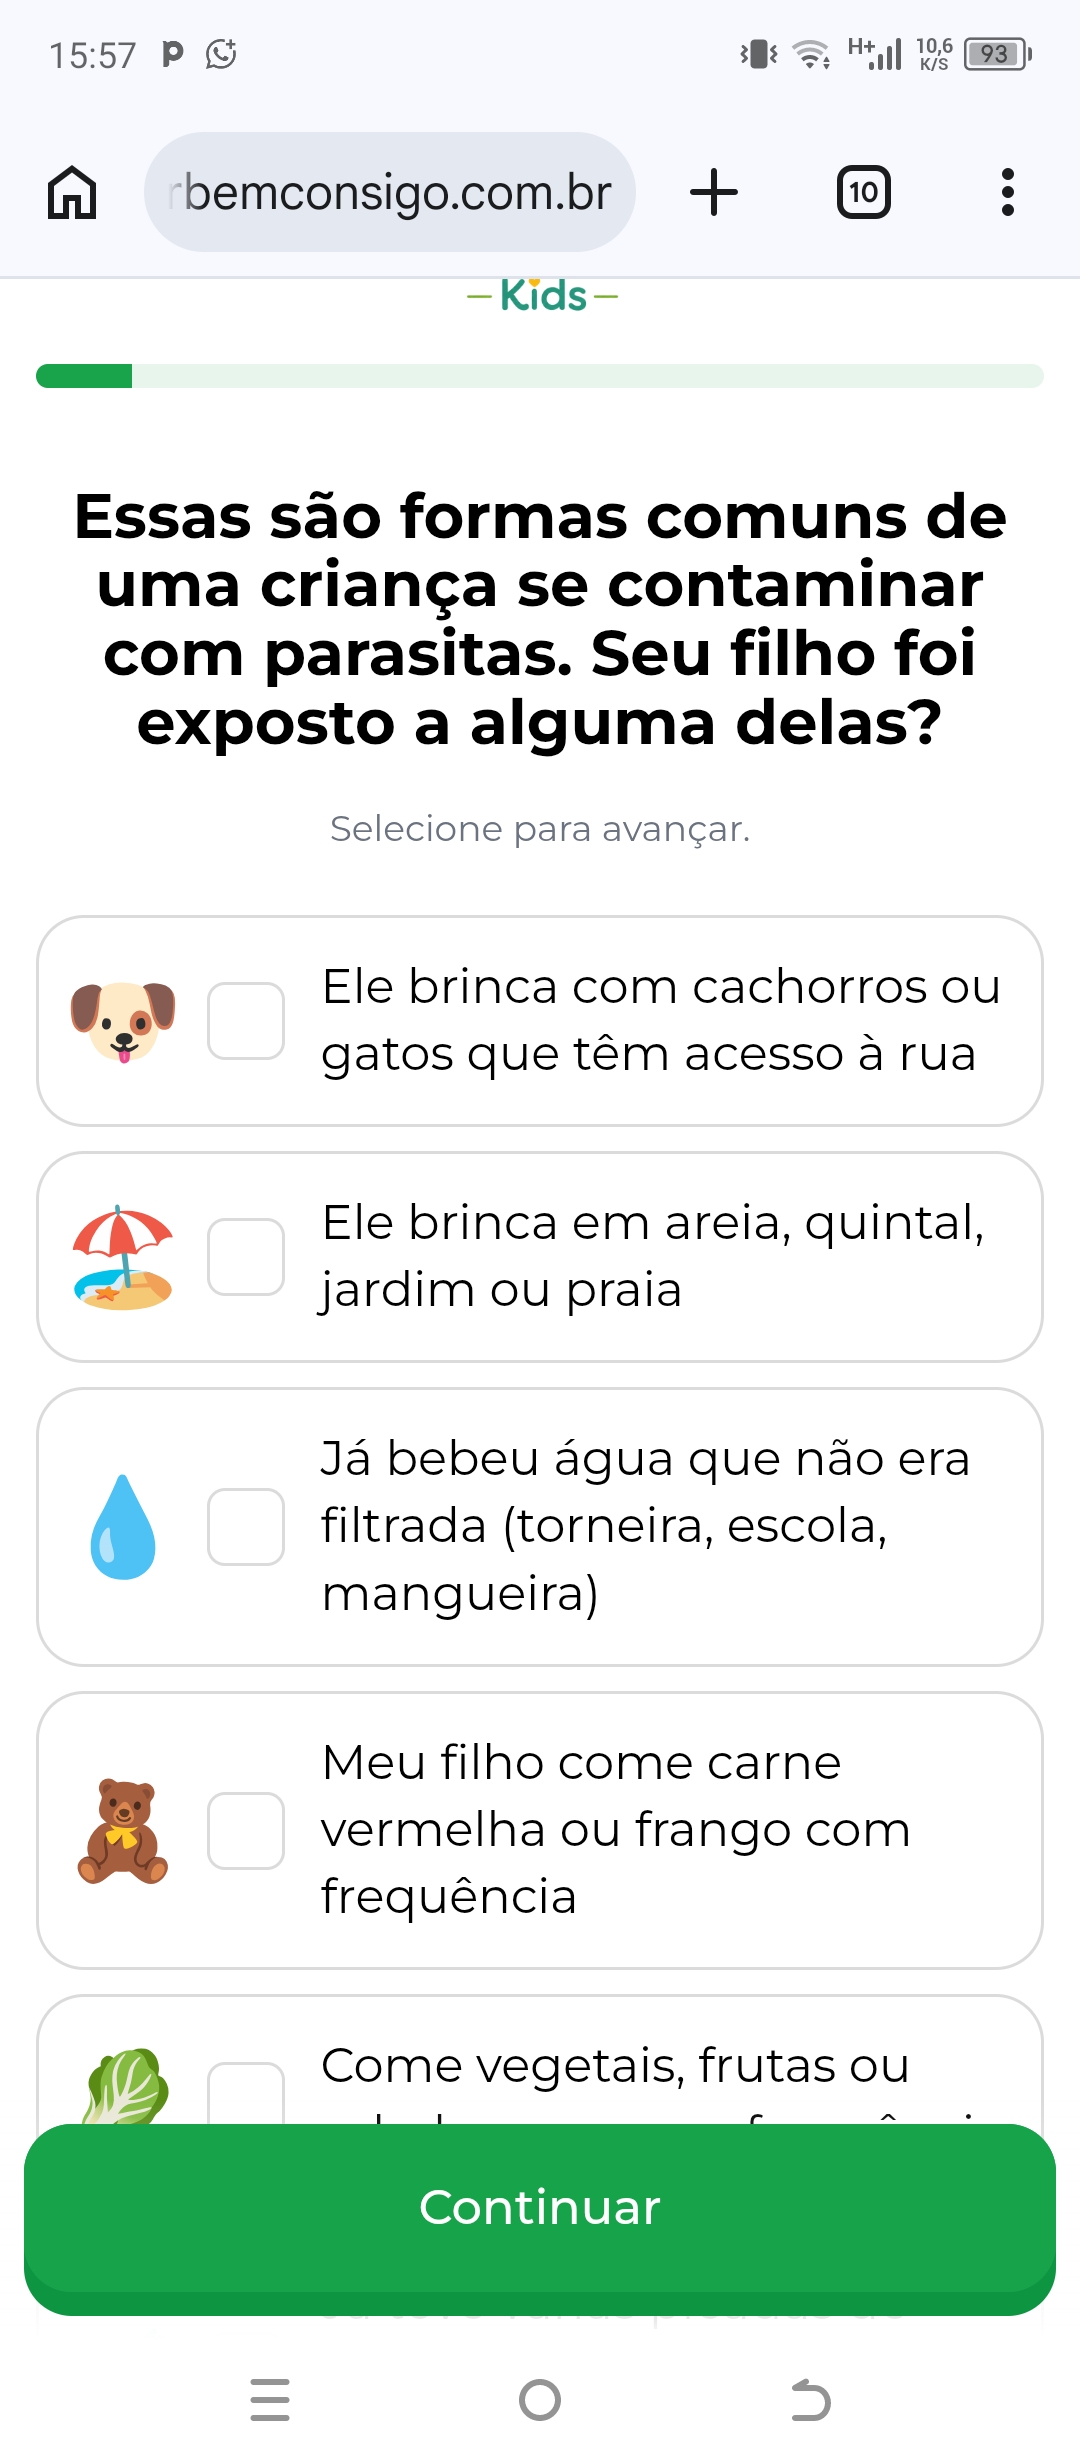 15:57
H+
10,6
K/S
93
rbemconsigo.com.br
10
Kids
Essas são formas comuns de
uma criança se contaminar
com parasitas. Seu filho foi
exposto a alguma delas?
Selecione para avançar.
Ele brinca com cachorros ou
gatos que têm acesso à rua
Ele brinca em areia, quintal,
jardim ou praia
Já bebeu água que não era
filtrada (torneira, escola,
mangueira)
Meu filho come carne
vermelha ou frango com
frequência
Come vegetais, frutas ou
Continuar